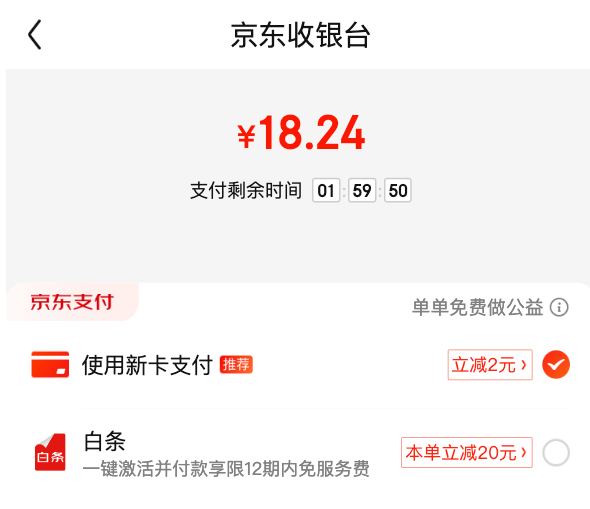 京东收银台
¥18.24
支付剩余时间 01:59:50
京东支付
单单免费做公益
使用新卡支付 推荐 立减2元
白条 白条 本单立减20元
一键激活并付款享限12期内免服务费